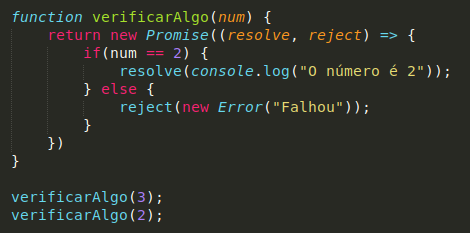 function verificarAlgo(num) {
    return new Promise((resolve, reject) => {
        if(num == 2) {
            resolve(console.log("O número é 2"));
        } else {
            reject(new Error("Falhou"));
        }
    })
}

verificarAlgo(3);
verificarAlgo(2);